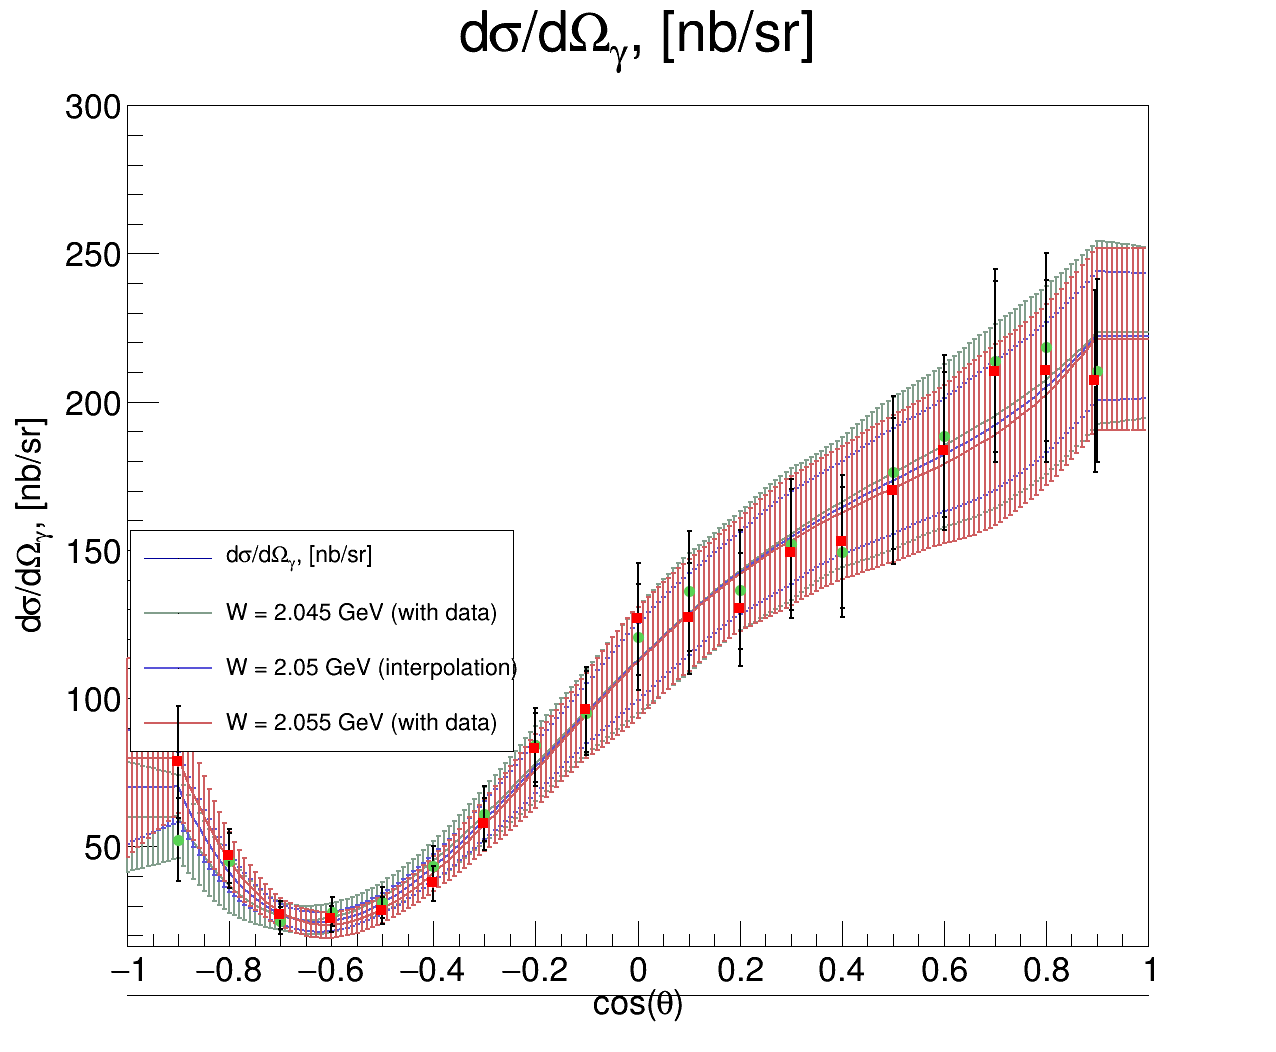 dσ/dΩγ, [nb/sr]
300
250
200
150
100
50
dσ/dΩγ, [nb/sr]
dσ/dΩγ, [nb/sr]
W = 2.045 GeV (with data)
W = 2.05 GeV (interpolation)
W = 2.055 GeV (with data)
−1 −0.8 −0.6 −0.4 −0.2 0 0.2 0.4 0.6 0.8 1
cos(θ)